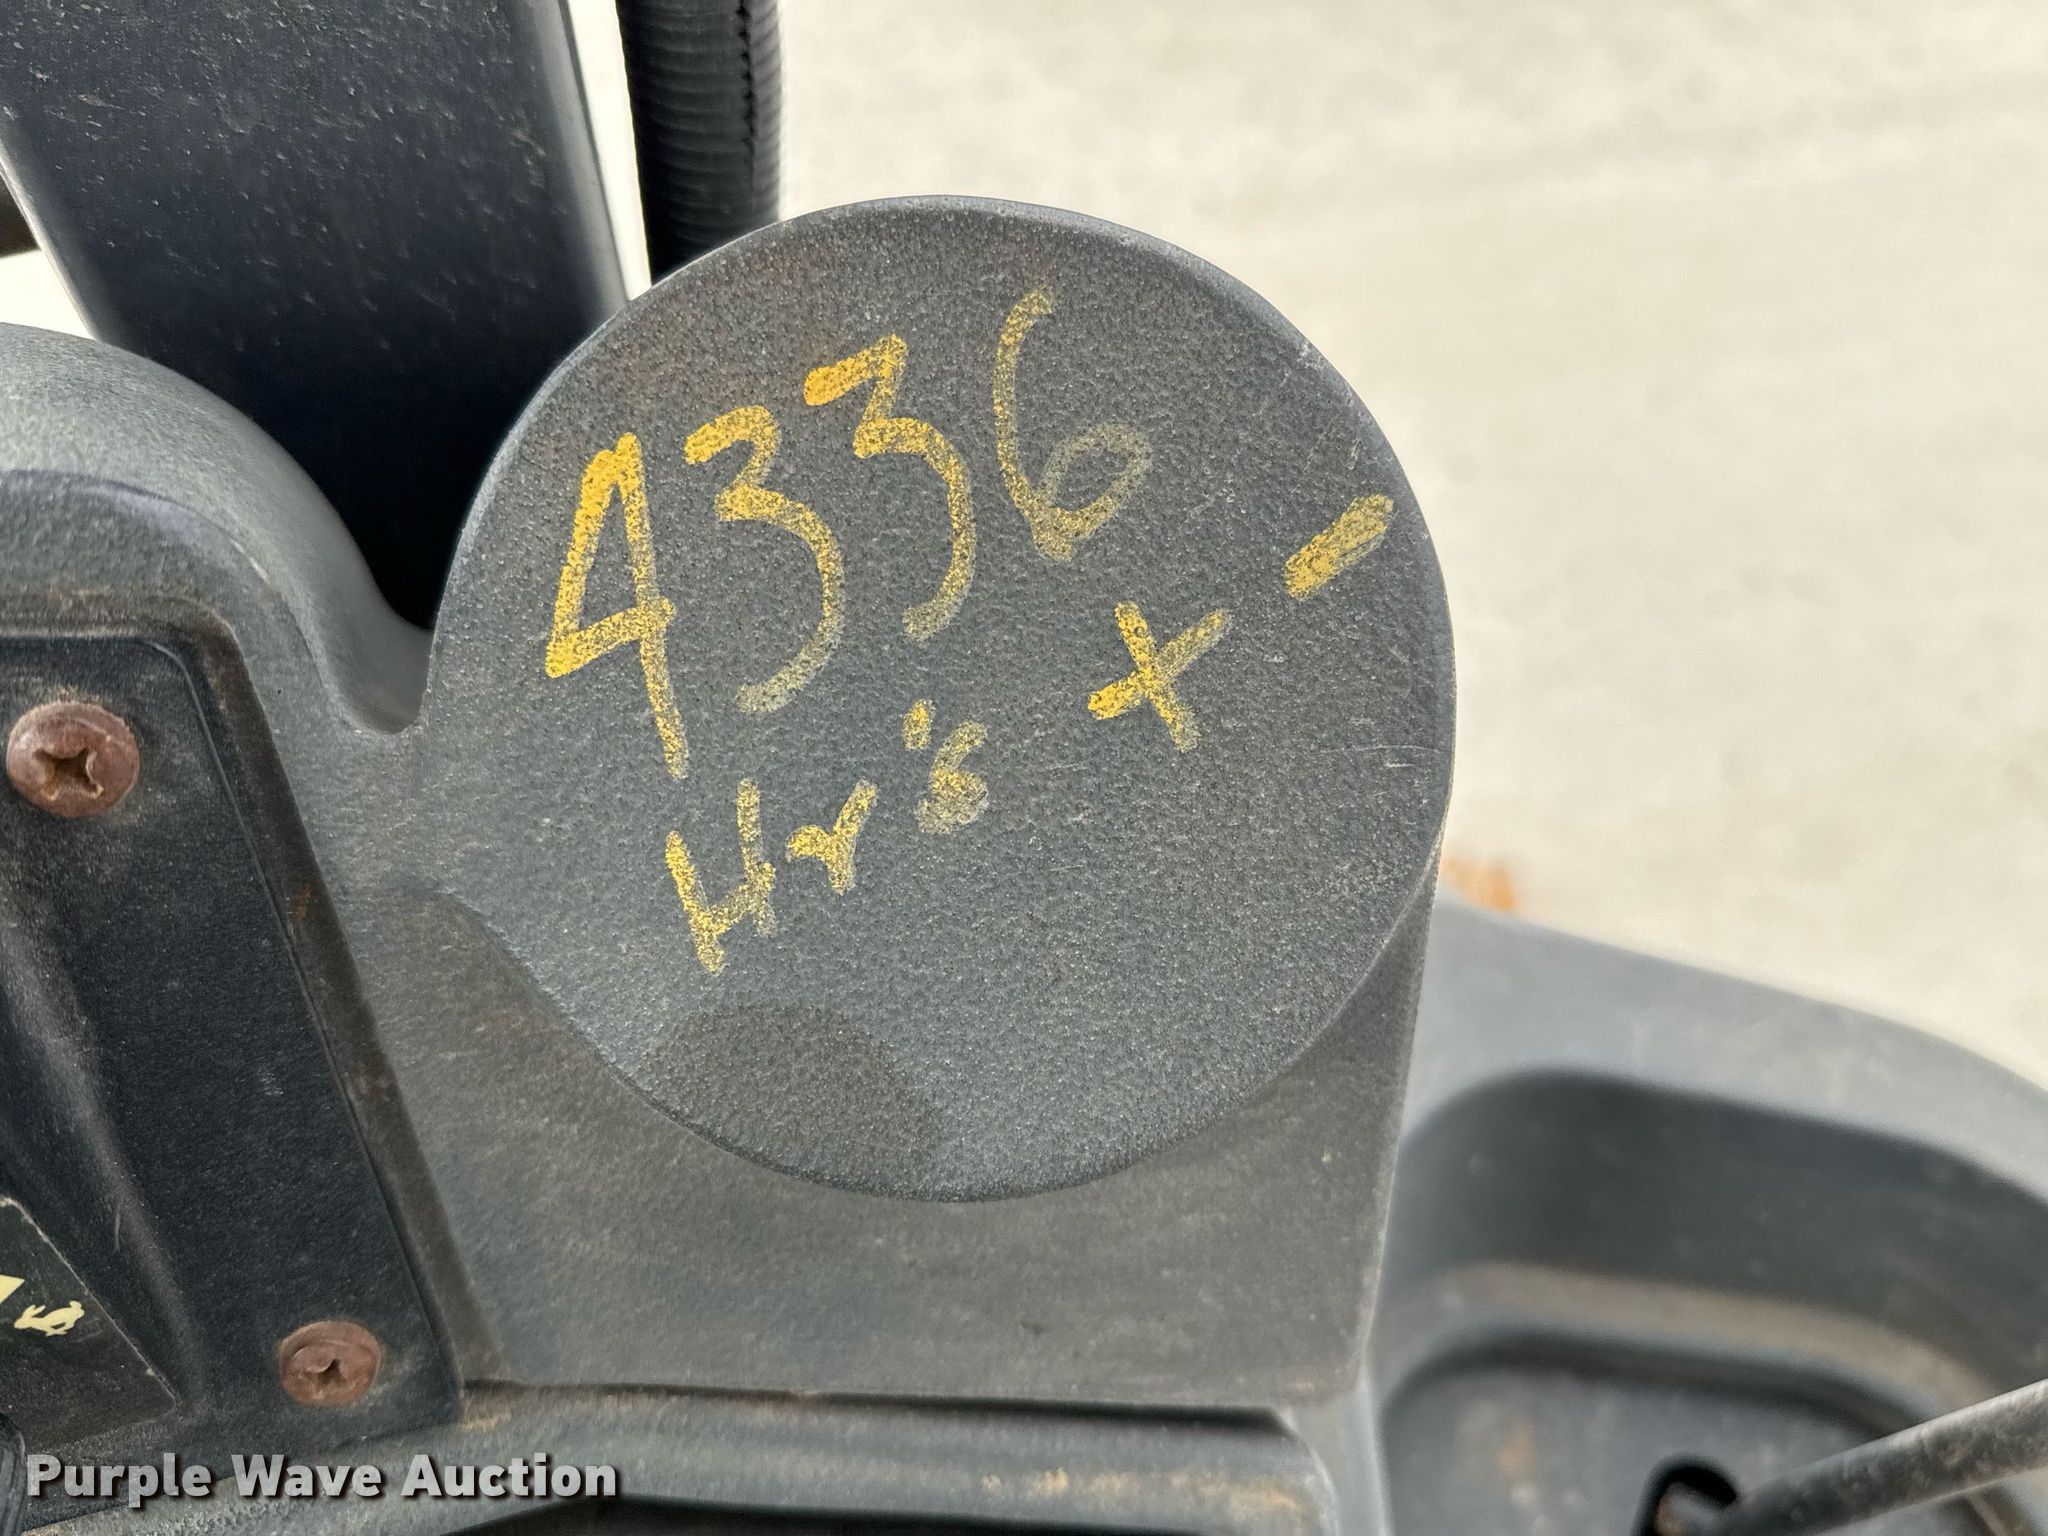 4336 + -
Hr's
Purple Wave Auction